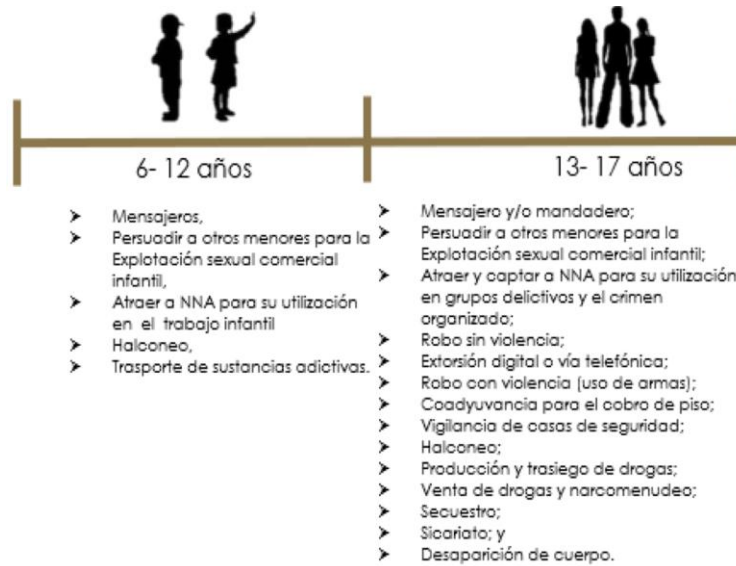 6- 12 años
Mensajeros,
Persuadir a otros menores para la
Explotación sexual comercial
infantil,
Atraer a NNA para su utilización
en el trabajo infantil
Halconeo,
Trasporte de sustancias adictivas.
13- 17 años
Mensajero y/o mandadero;
Persuadir a otros menores para la
Explotación sexual comercial infantil;
Atraer y captar a NNA para su utilización
en grupos delictivos y el crimen
organizado;
Robo sin violencia;
Extorsión digital o vía telefónica;
Robo con violencia (uso de armas);
Coadyuvancia para el cobro de piso;
Vigilancia de casas de seguridad;
Halconeo;
Producción y trasiego de drogas;
Venta de drogas y narcomenudeo;
Secuestro;
Sicariato; y
Desaparición de cuerpo.